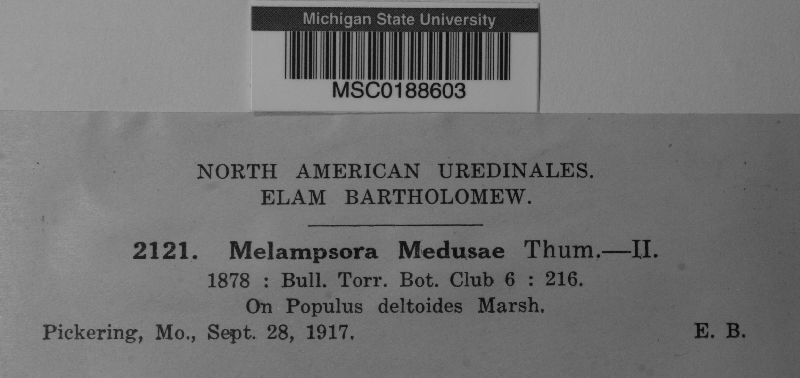 Michigan State University
MSC0188603
NORTH AMERICAN UREDINALES.
ELAM BARTHOLOMEW.
2121. Melampsora Medusae Thum.—II.
1878 : Bull. Torr. Bot. Club 6 : 216.
On Populus deltoides Marsh.
Pickering, Mo., Sept. 28, 1917. E. B.